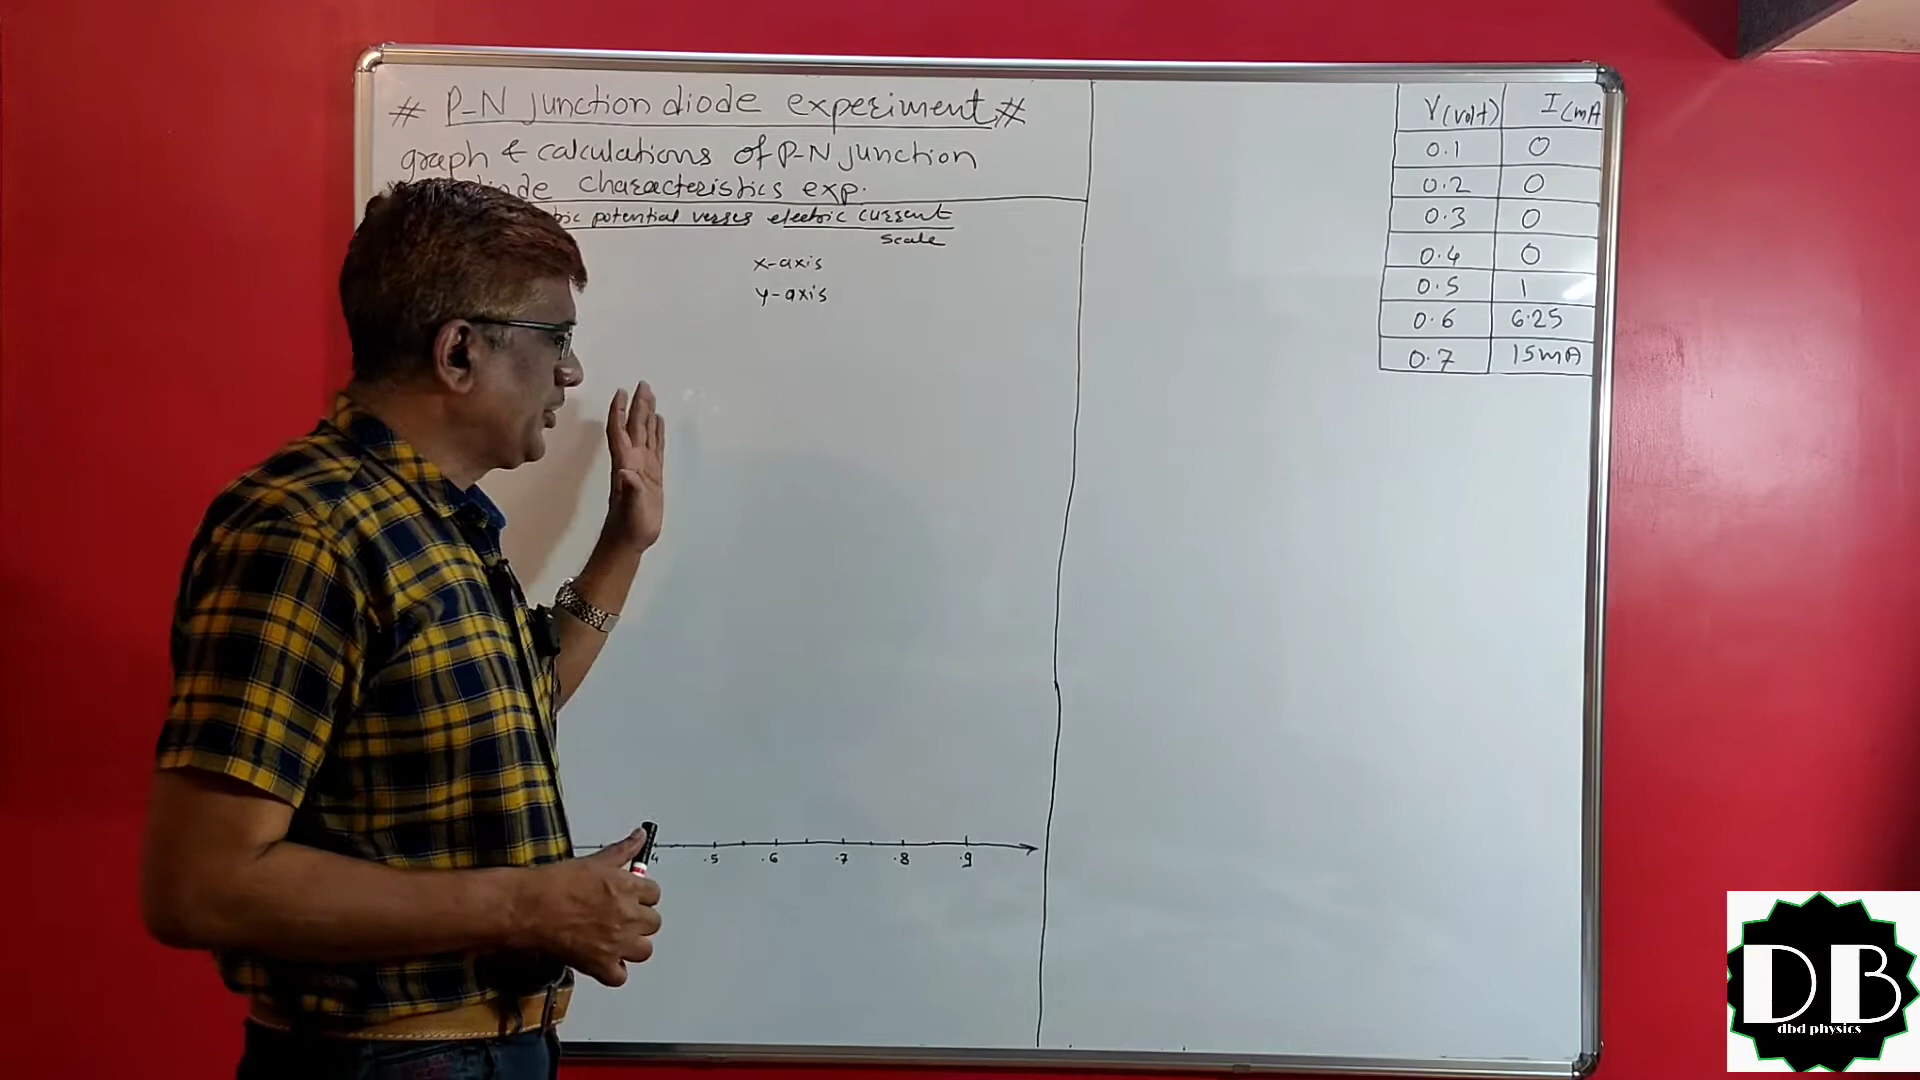 # P-N junction diode experiment #
graph & calculations of P-N junction
diode characteristics exp.
potential verses electric current
scale
x-axis
y-axis
V(volt) I(mA
0.1 0
0.2 0
0.3 0
0.4 0
0.5 1
0.6 6.25
0.7 15mA
4 .5 .6 .7 .8 .9
DB
dbd physics